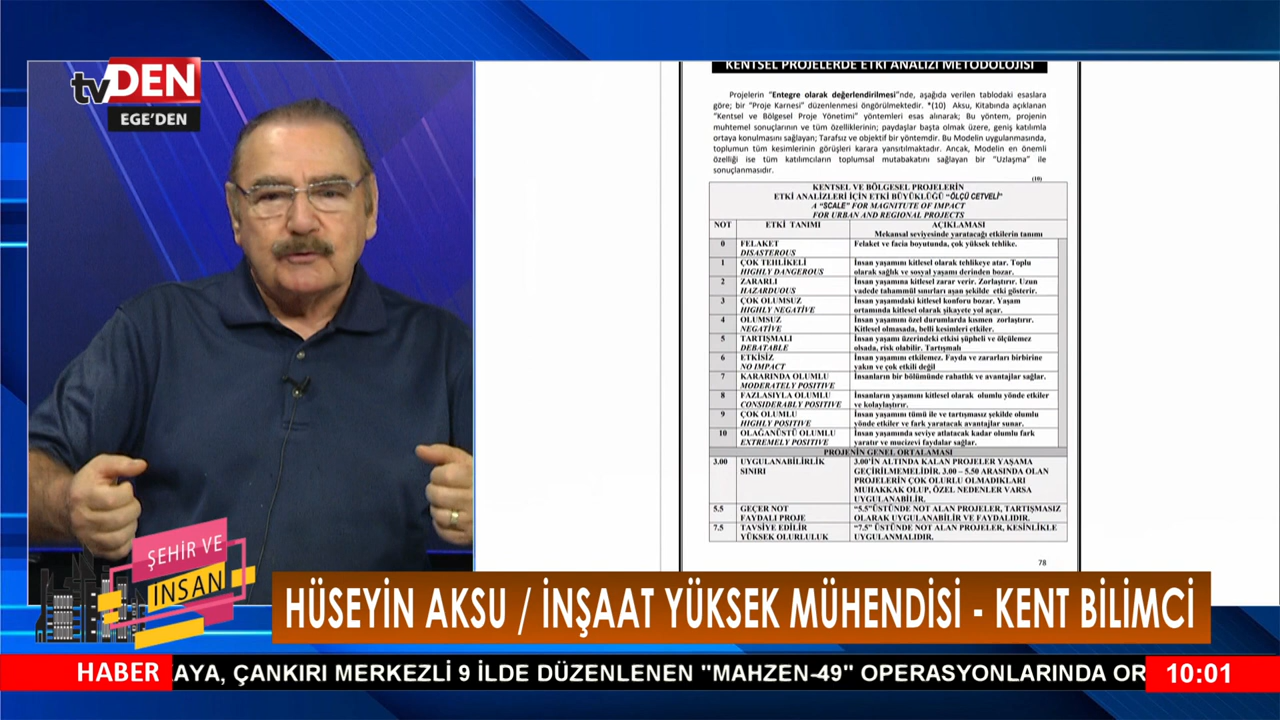 tvDEN
EGE'DEN
KENTSEL PROJELERDE ETKİ ANALİZİ METODOLOJİSİ
Projelerin "Entegre olarak değerlendirilmesi"nde, aşağıda verilen tablodaki esaslara
göre; bir "Proje Karnesi" düzenlenmesi öngörülmektedir. *(10) Aksu, Kitabında açıklanan
"Kentsel ve Bölgesel Proje Yönetimi" yöntemleri esas alınarak; Bu yöntem, projenin
muhtemel sonuçlarının ve tüm özelliklerinin; paydaşlar başta olmak üzere, geniş katılımla
ortaya konulmasını sağlayan; Tarafsız ve objektif bir yöntemdir. Bu Modelin uygulanmasında,
toplumun tüm kesimlerinin görüşleri karara yansıtılmaktadır. Ancak, Modelin en önemli
özelliği ise tüm katılımcıların toplumsal mutabakatını sağlayan bir "Uzlaşma" ile
sonuçlanmasıdır.
(10)
KENTSEL VE BÖLGESEL PROJELERİN
ETKİ ANALİZLERİ İÇİN ETKİ BÜYÜKLÜĞÜ "ÖLÇÜ CETVELİ"
A "SCALE" FOR MAGNITUTE OF IMPACT
FOR URBAN AND REGIONAL PROJECTS
NOT ETKİ TANIMI AÇIKLAMASI
Mekansal seviyesinde yaratacağı etkilerin tanımı
0 FELAKET Felaket ve facia boyutunda, çok yüksek tehlike.
DISASTEROUS
1 ÇOK TEHLİKELİ İnsan yaşamını kitlesel olarak tehlikeye atar. Toplu
HIGHLY DANGEROUS olarak sağlık ve sosyal yaşamı derinden bozar.
2 ZARARLI İnsan yaşamına kitlesel zarar verir. Zorlaştırır. Uzun
HAZARDUOUS vadede tahammül sınırları aşan şekilde etki gösterir.
3 ÇOK OLUMSUZ İnsan yaşamıdaki kitlesel konforu bozar. Yaşam
HIGHLY NEGATIVE ortamında kitlesel olarak şikayete yol açar.
4 OLUMSUZ İnsan yaşamını özel durumlarda kısmen zorlaştırır.
NEGATIVE Kitlesel olmasada, belli kesimleri etkiler.
5 TARTIŞMALI İnsan yaşamı üzerindeki etkisi şüpheli ve ölçülemez
DEBATABLE olsada, risk olabilir. Tartışmalı
6 ETKİSİZ İnsan yaşamını etkilemez. Fayda ve zararları birbirine
NO IMPACT yakın ve çok etkili değil
7 KARARINDA OLUMLU İnsanların bir bölümünde rahatlık ve avantajlar sağlar.
MODERATELY POSITIVE
8 FAZLASIYLA OLUMLU İnsanların yaşamını kitlesel olarak olumlu yönde etkiler
CONSIDERABLY POSITIVE ve kolaylaştırır.
9 ÇOK OLUMLU İnsan yaşamını tümü ile ve tartışmasız şekilde olumlu
HIGHLY POSITIVE yönde etkiler ve fark yaratacak avantajlar sunar.
10 OLAĞANÜSTÜ OLUMLU İnsan yaşamında seviye atlatacak kadar olumlu fark
EXTREMELY POSITIVE yaratır ve mucizevi faydalar sağlar.
PROJENİN GENEL ORTALAMASI
3.00 UYGULANABİLİRLİK 3.00'İN ALTINDA KALAN PROJELER YAŞAMA
SINIRI GEÇİRİLMEMELİDİR. 3.00 – 5.50 ARASINDA OLAN
PROJELERİN ÇOK OLURLU OLMADIKLARI
MUHAKKAK OLUP, ÖZEL NEDENLER VARSA
UYGULANABİLİR.
5.5 GEÇER NOT "5.5"ÜSTÜNDE NOT ALAN PROJELER, TARTIŞMASIZ
FAYDALI PROJE OLARAK UYGULANABİLİR VE FAYDALIDIR.
7.5 TAVSİYE EDİLİR "7.5" ÜSTÜNDE NOT ALAN PROJELER, KESİNLİKLE
YÜKSEK OLURLULUK UYGULANMALIDIR.
78
ŞEHİR VE
İNSAN
HÜSEYİN AKSU / İNŞAAT YÜKSEK MÜHENDİSİ - KENT BİLİMCİ
HABER AYA, ÇANKIRI MERKEZLİ 9 İLDE DÜZENLENEN "MAHZEN-49" OPERASYONLARINDA OR 10:01